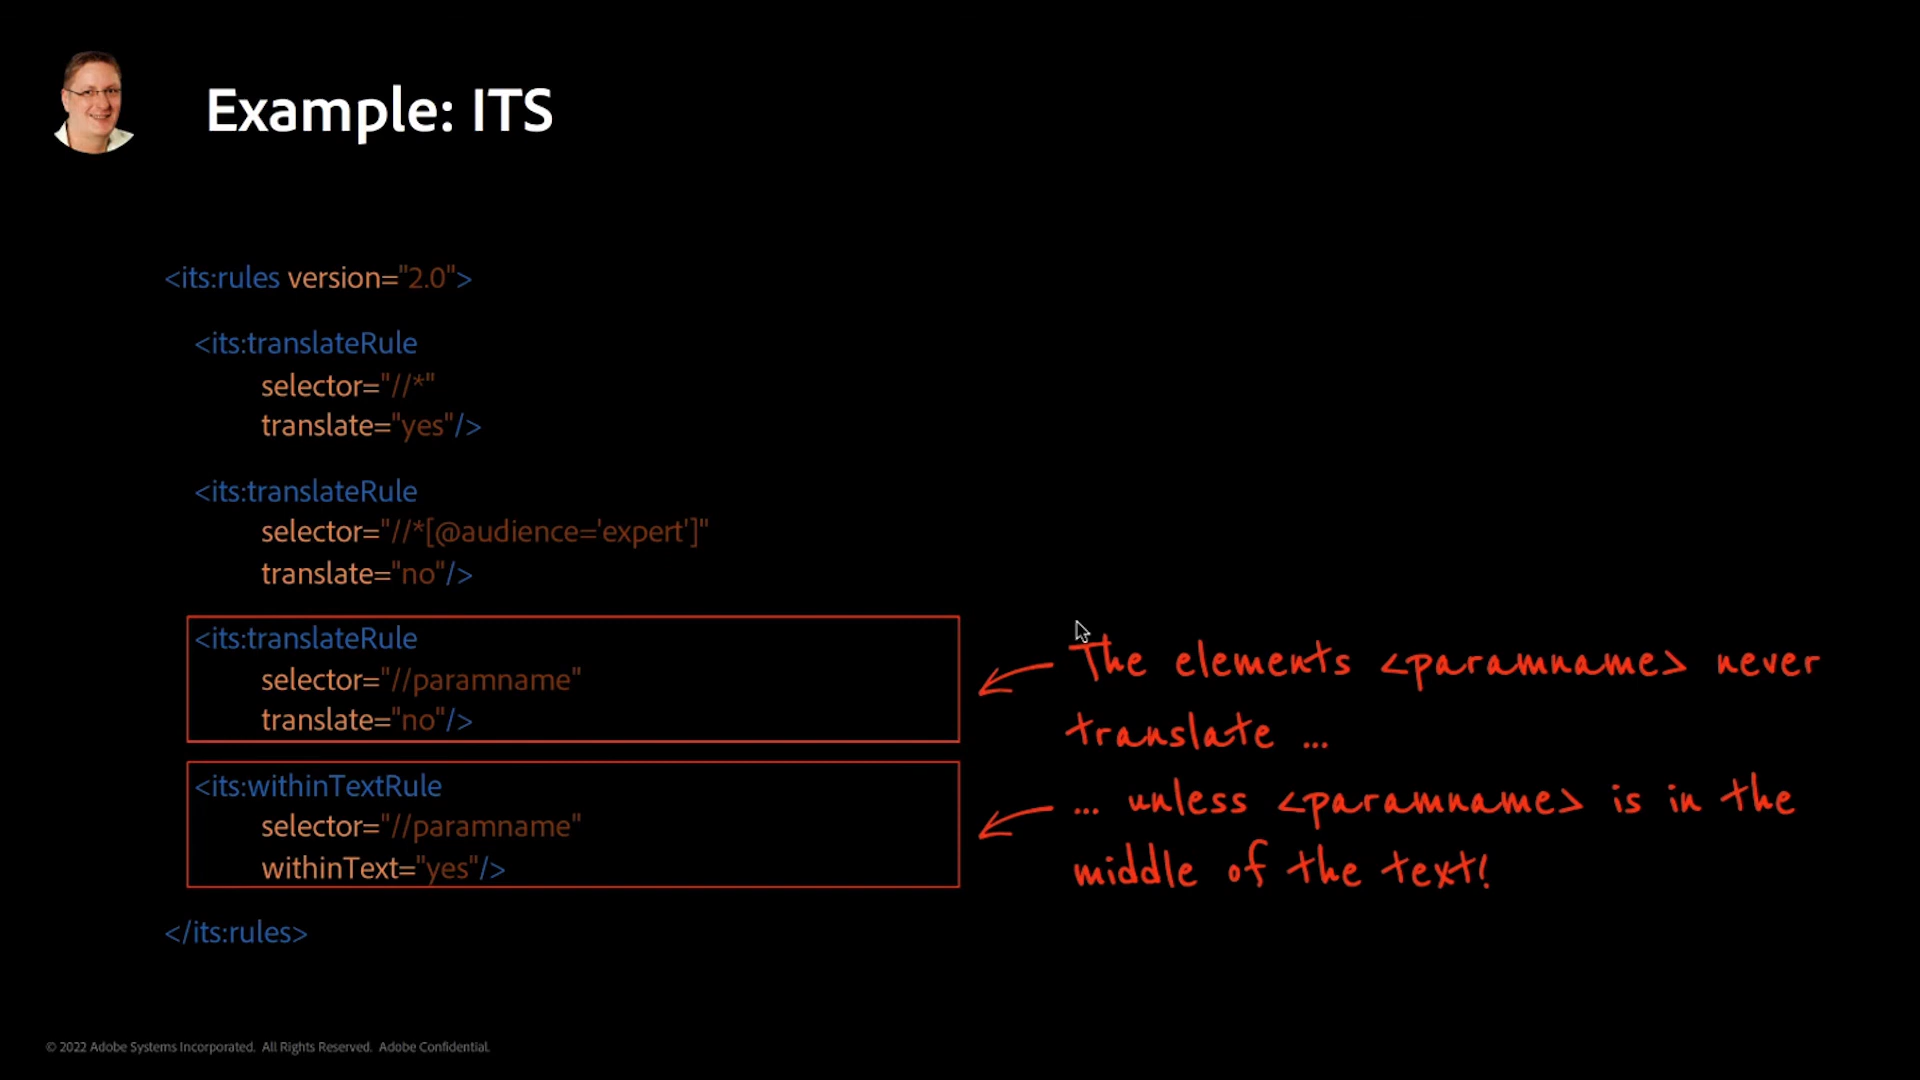 Example: ITS
<its:rules version="2.0">
<its:translateRule
selector="//*"
translate="yes"/>
<its:translateRule
selector="//*[@audience='expert']"
translate="no"/>
<its:translateRule
selector="//paramname"
translate="no"/>
The elements <paramname> never
translate ...
<its:withinTextRule
selector="//paramname"
withinText="yes"/>
... unless <paramname> is in the
middle of the text!
</its:rules>
© 2022 Adobe Systems Incorporated. All Rights Reserved. Adobe Confidential.